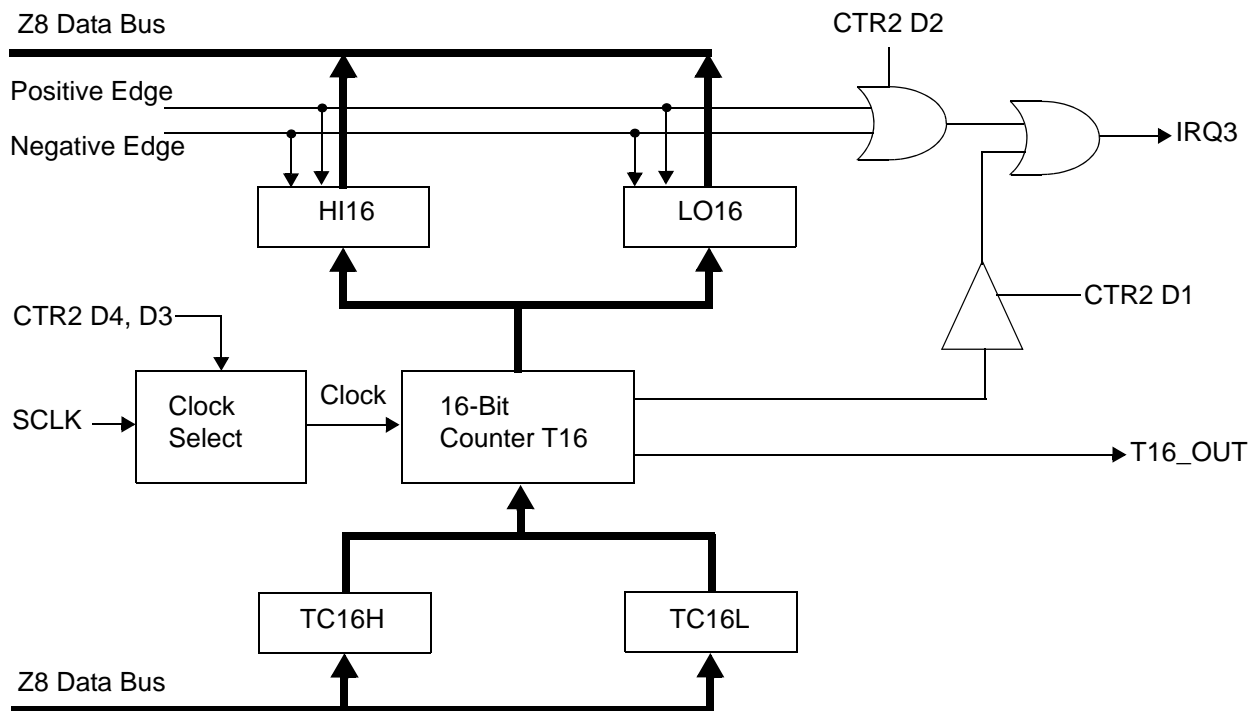 Z8 Data Bus
CTR2 D2
Positive Edge
Negative Edge
IRQ3
HI16
LO16
CTR2 D4, D3
CTR2 D1
Clock
SCLK
Clock
Select
16-Bit
Counter T16
T16_OUT
TC16H
TC16L
Z8 Data Bus